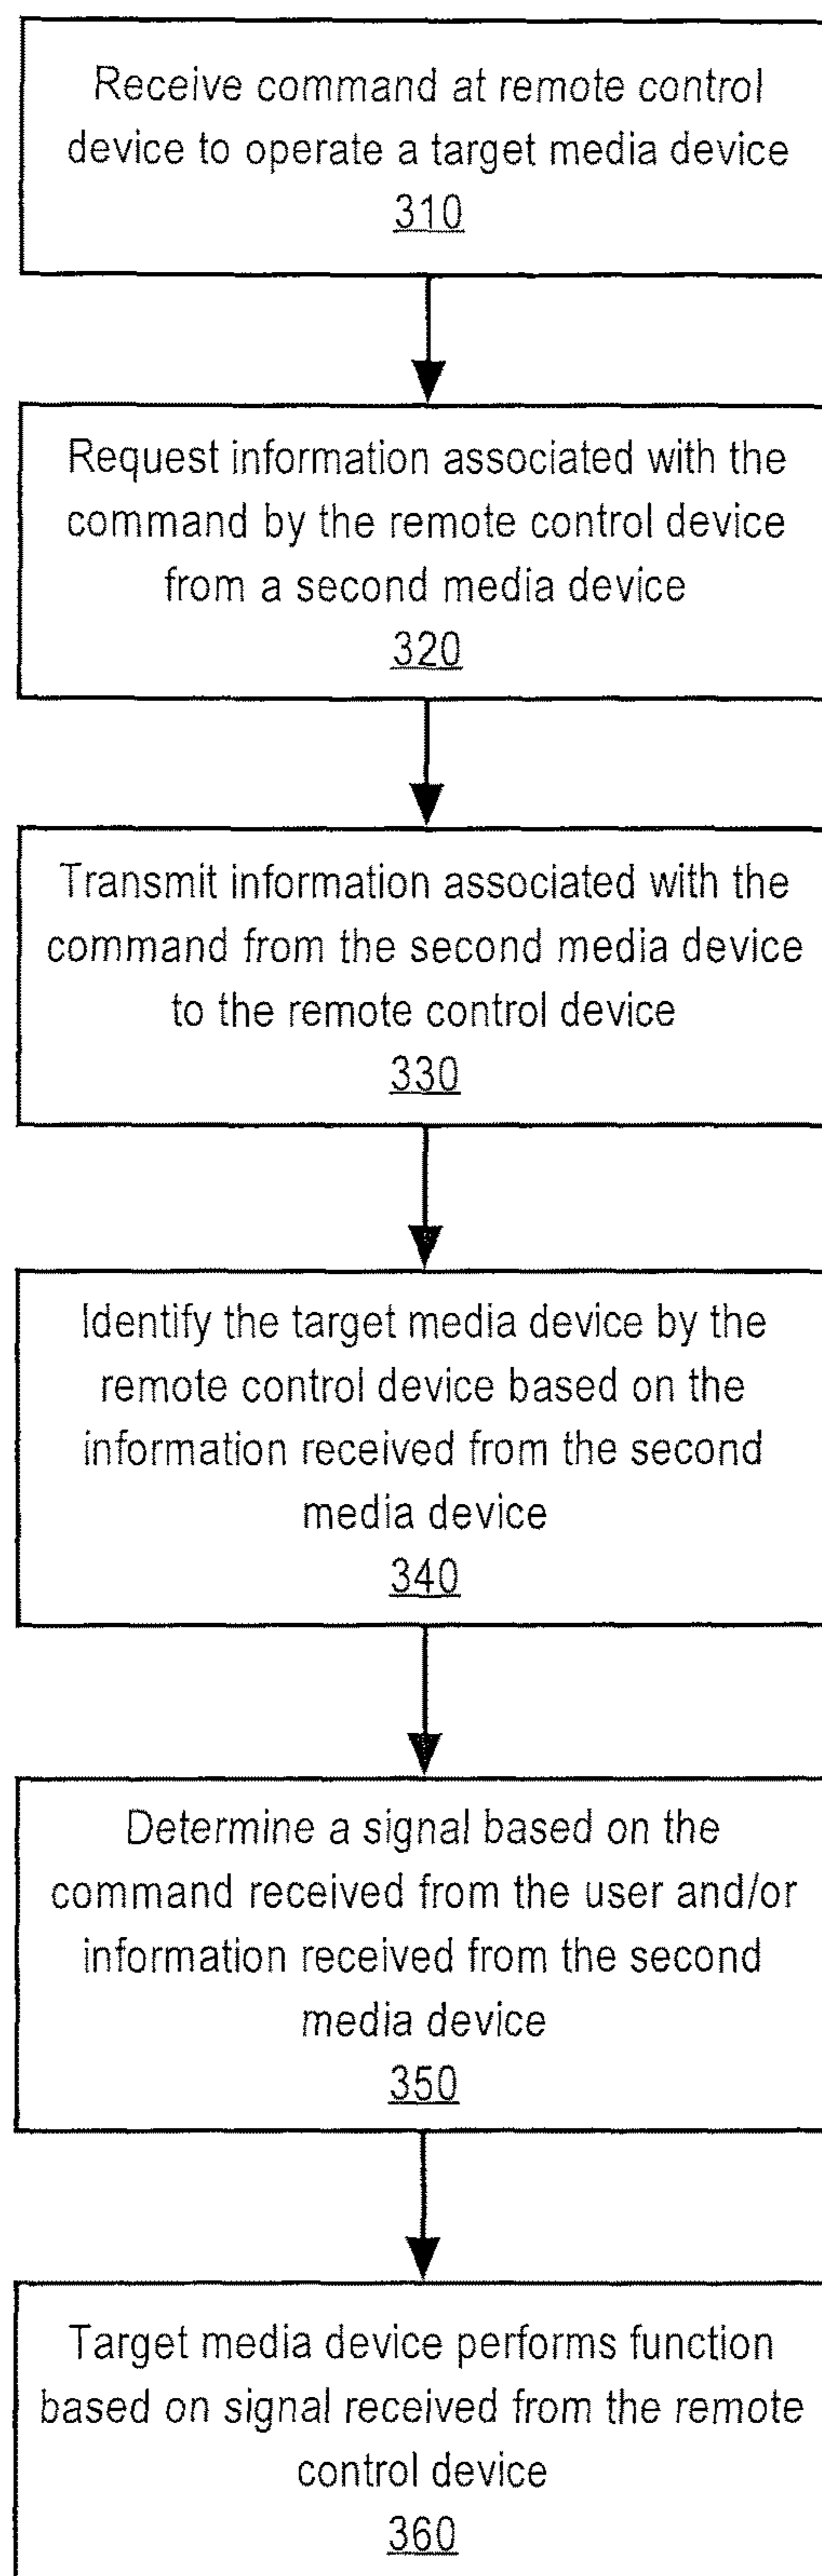 Receive command at remote control
device to operate a target media device
310
Request information associated with the
command by the remote control device
from a second media device
320
Transmit information associated with the
command from the second media device
to the remote control device
330
Identify the target media device by the
remote control device based on the
information received from the second
media device
340
Determine a signal based on the
command received from the user and/or
information received from the second
media device
350
Target media device performs function
based on signal received from the remote
control device
360